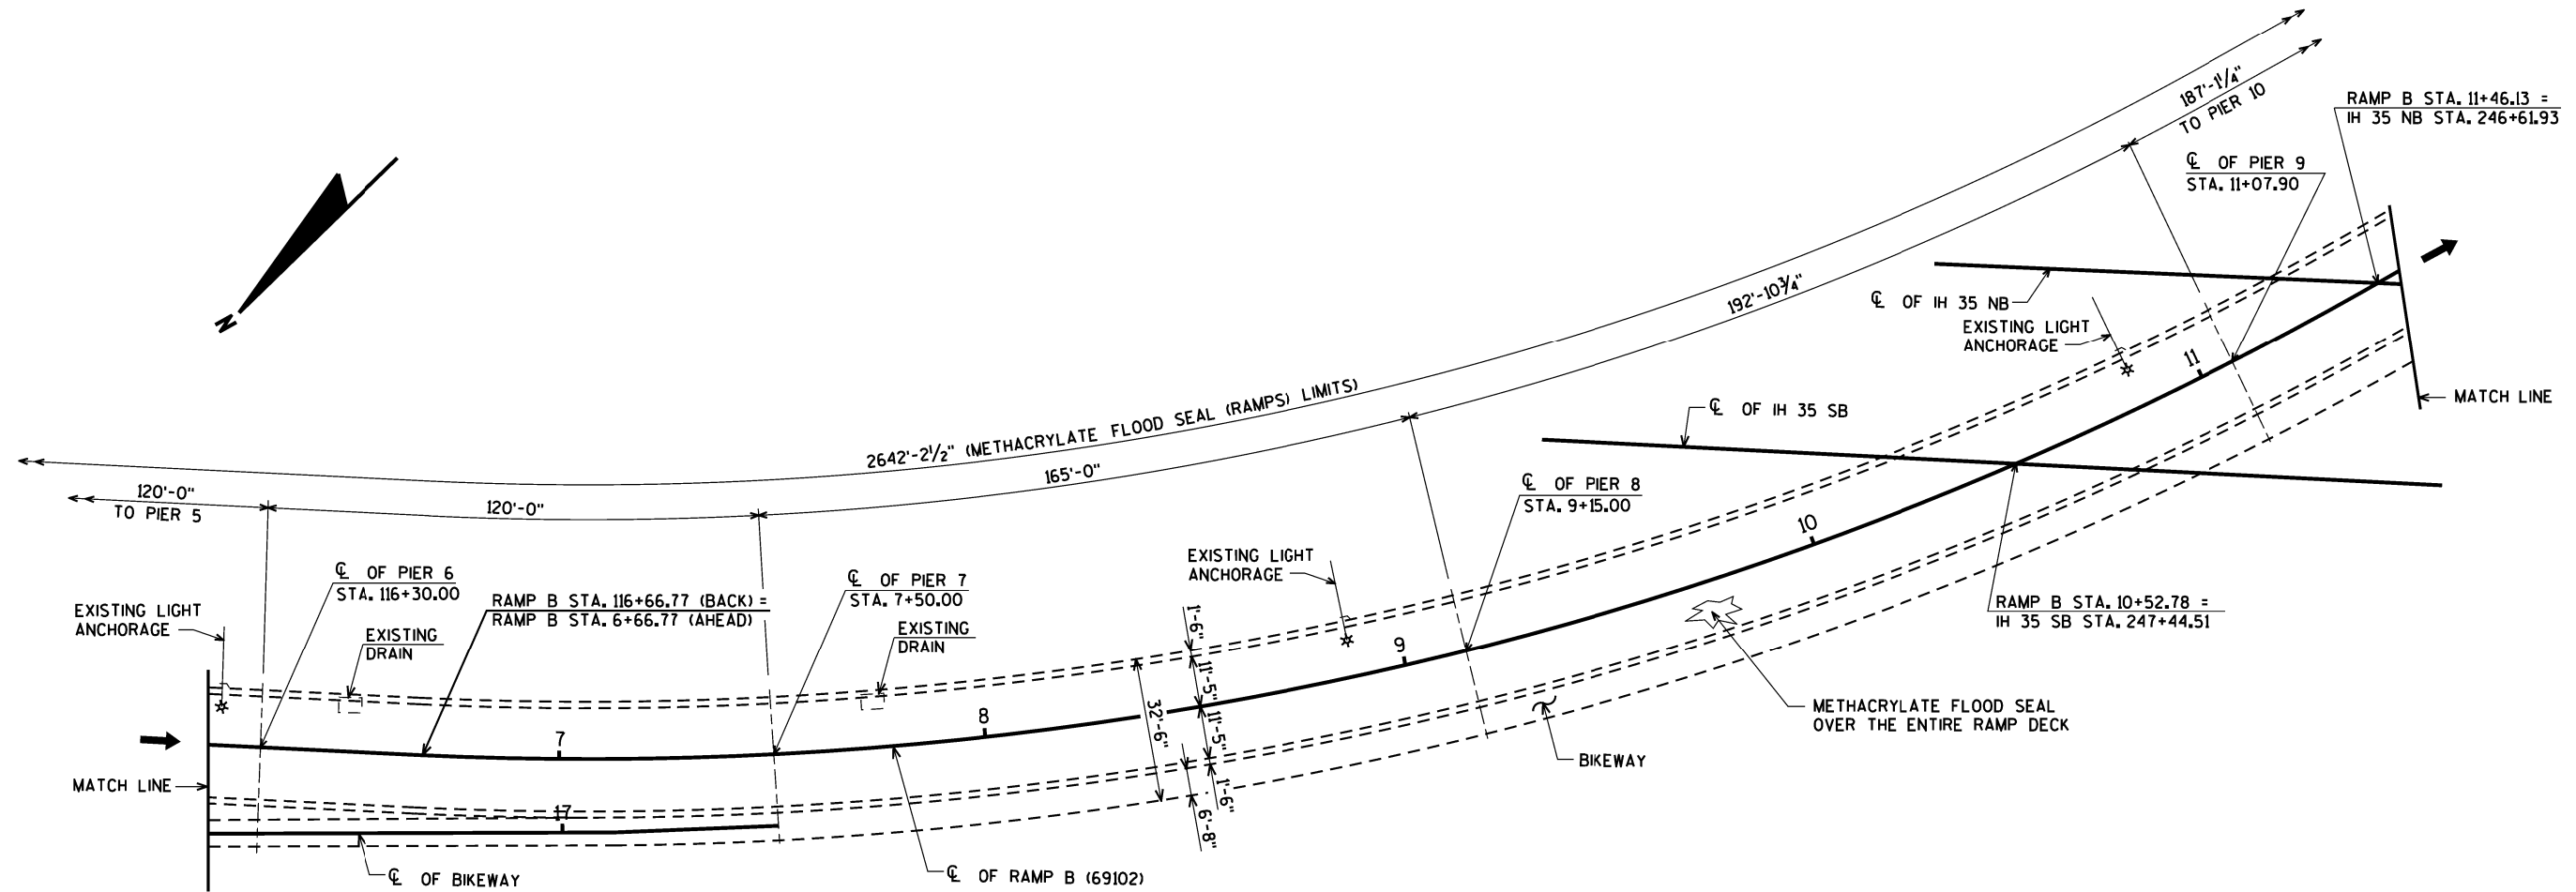 187'-1¼"
TO PIER 10
RAMP B STA. 11+46.13 =
IH 35 NB STA. 246+61.93
℄ OF PIER 9
STA. 11+07.90
N
192'-10¾"
℄ OF IH 35 NB
EXISTING LIGHT
ANCHORAGE
11
MATCH LINE
℄ OF IH 35 SB
2642'-2½" (METHACRYLATE FLOOD SEAL (RAMPS) LIMITS)
165'-0"
120'-0"
TO PIER 5
120'-0"
℄ OF PIER 8
STA. 9+15.00
10
℄ OF PIER 6
STA. 116+30.00
RAMP B STA. 116+66.77 (BACK) =
RAMP B STA. 6+66.77 (AHEAD)
℄ OF PIER 7
STA. 7+50.00
EXISTING LIGHT
ANCHORAGE
EXISTING LIGHT
ANCHORAGE
EXISTING
DRAIN
EXISTING
DRAIN
RAMP B STA. 10+52.78 =
IH 35 SB STA. 247+44.51
1'-6"
11'-5"
32'-6"
11'-5"
1'-6"
6'-8"
9
8
7
METHACRYLATE FLOOD SEAL
OVER THE ENTIRE RAMP DECK
BIKEWAY
MATCH LINE
17
℄ OF BIKEWAY
℄ OF RAMP B (69102)